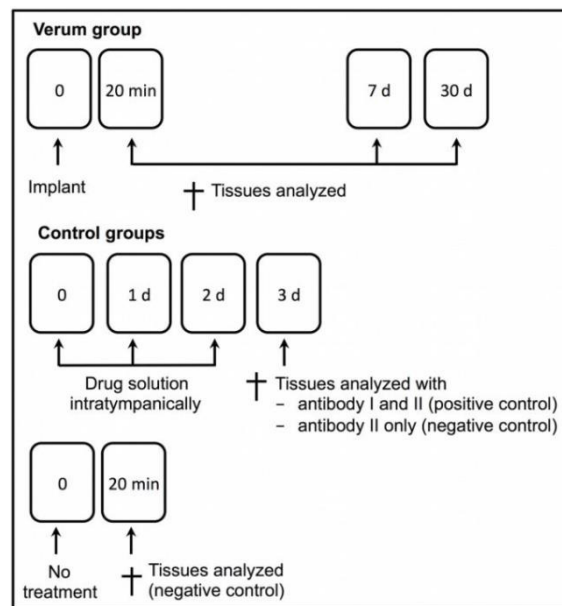 Verum group
0
20 min
7 d
30 d
Implant
† Tissues analyzed
Control groups
0
1 d
2 d
3 d
Drug solution
intratympanically
† Tissues analyzed with
- antibody I and II (positive control)
- antibody II only (negative control)
0
20 min
No
treatment
† Tissues analyzed
(negative control)